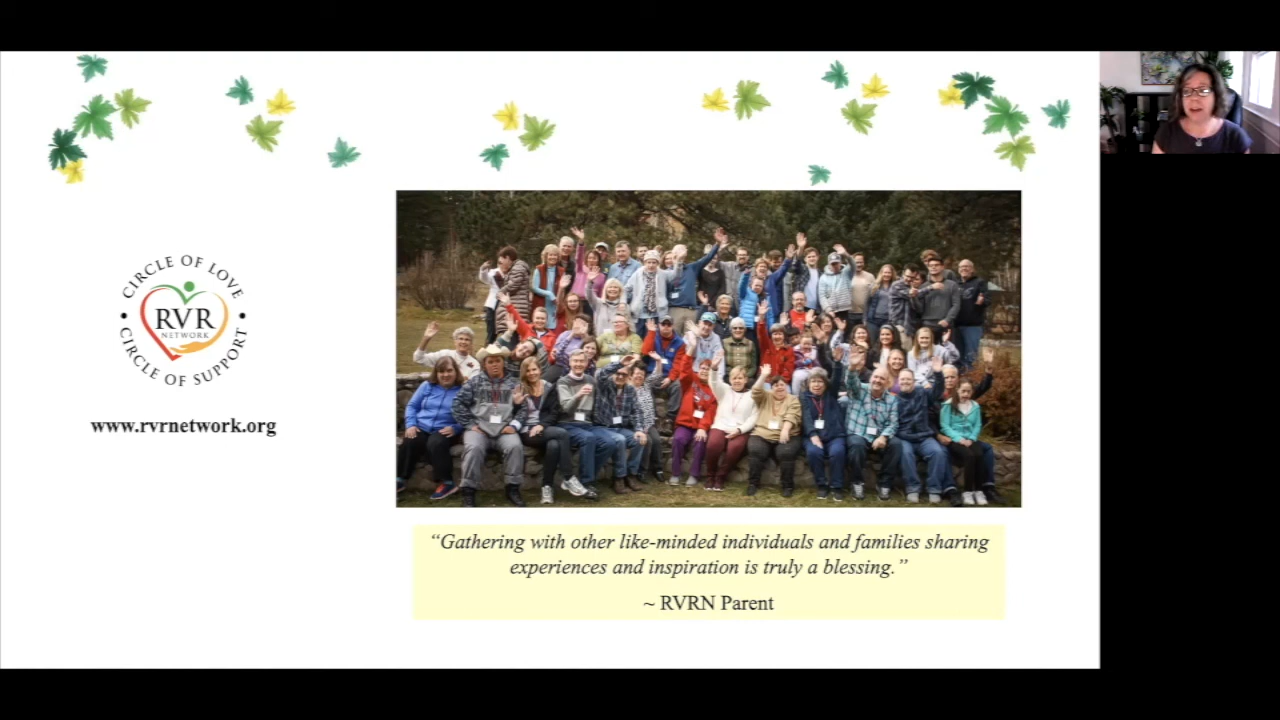 CIRCLE OF LOVE
RVR
NETWORK
CIRCLE OF SUPPORT
www.rvrnetwork.org
“Gathering with other like-minded individuals and families sharing
experiences and inspiration is truly a blessing.”
~ RVRN Parent